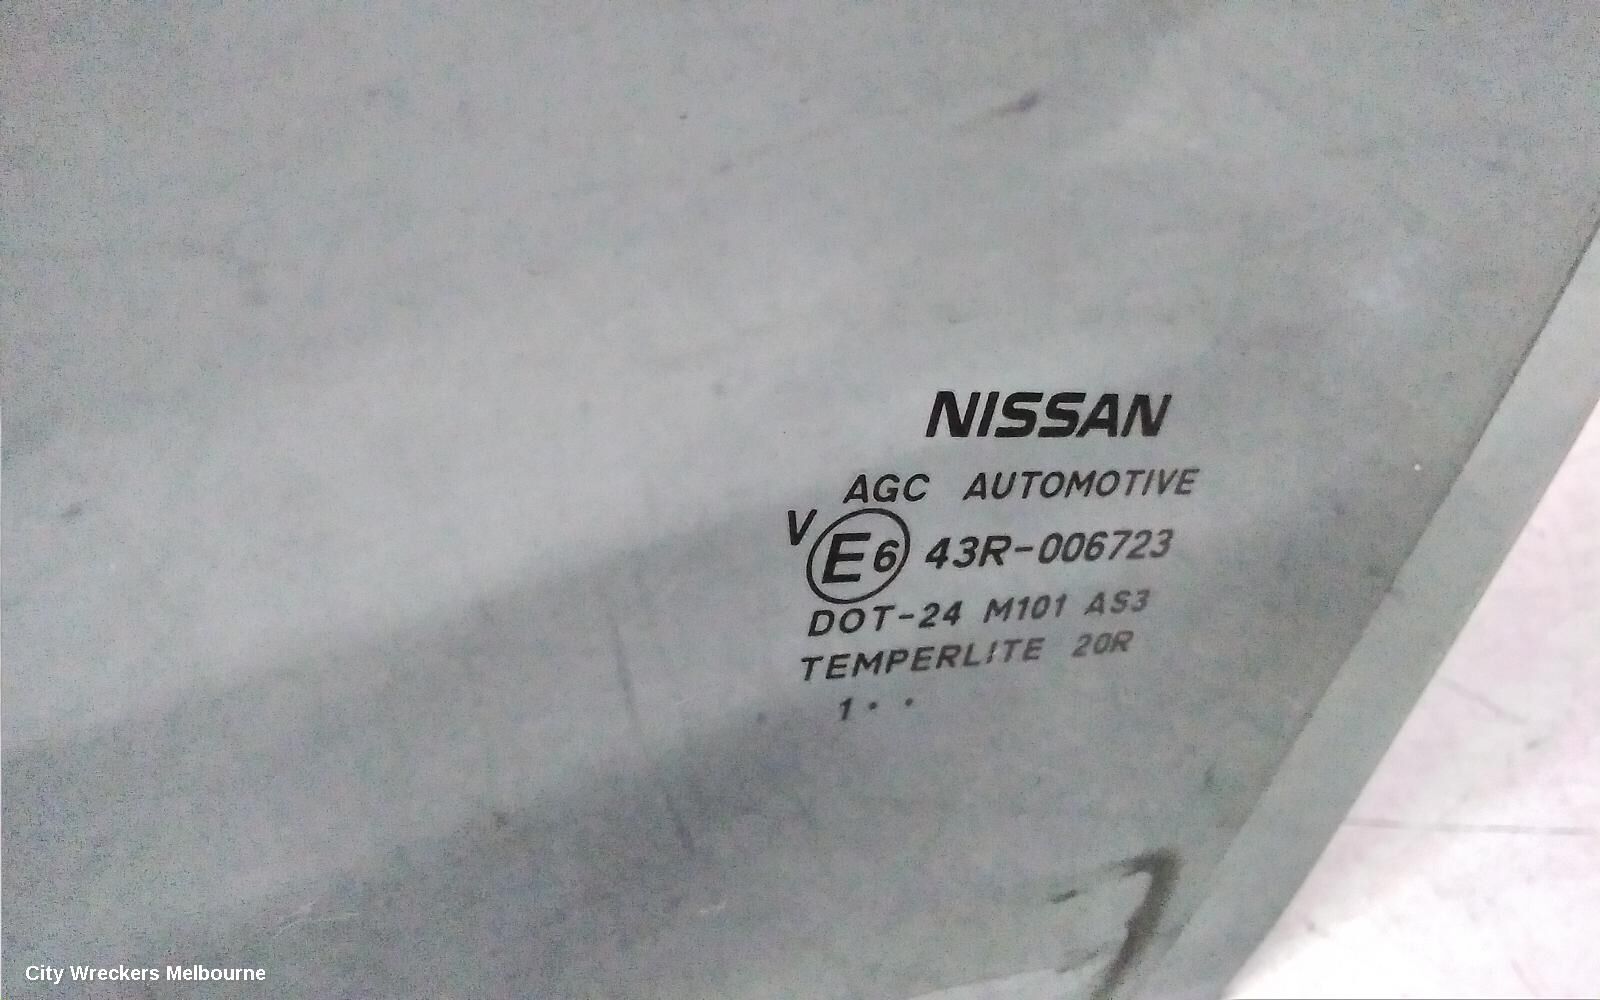 NISSAN
AGC AUTOMOTIVE
V E6 43R-006723
DOT-24 M101 AS3
TEMPERLITE 20R
1 • •
City Wreckers Melbourne